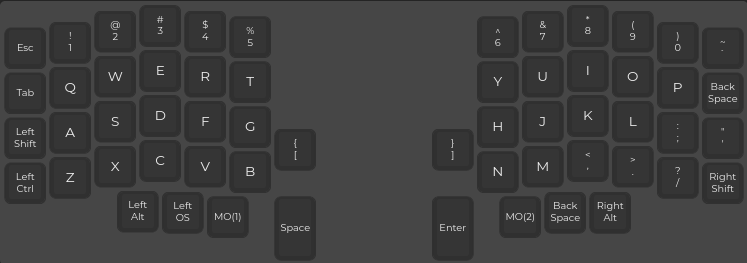 Esc
!
1
@
2
#
3
$
4
%
5
^
6
&
7
*
8
(
9
)
0
~
Tab
Q
W
E
R
T
Y
U
I
O
P
Back
Space
Left
Shift
A
S
D
F
G
{
[
}
]
H
J
K
L
:
;
"
'
Left
Ctrl
Z
X
C
V
B
N
M
<
,
>
.
?
/
Right
Shift
Left
Alt
Left
OS
MO(1)
Space
Enter
MO(2)
Back
Space
Right
Alt